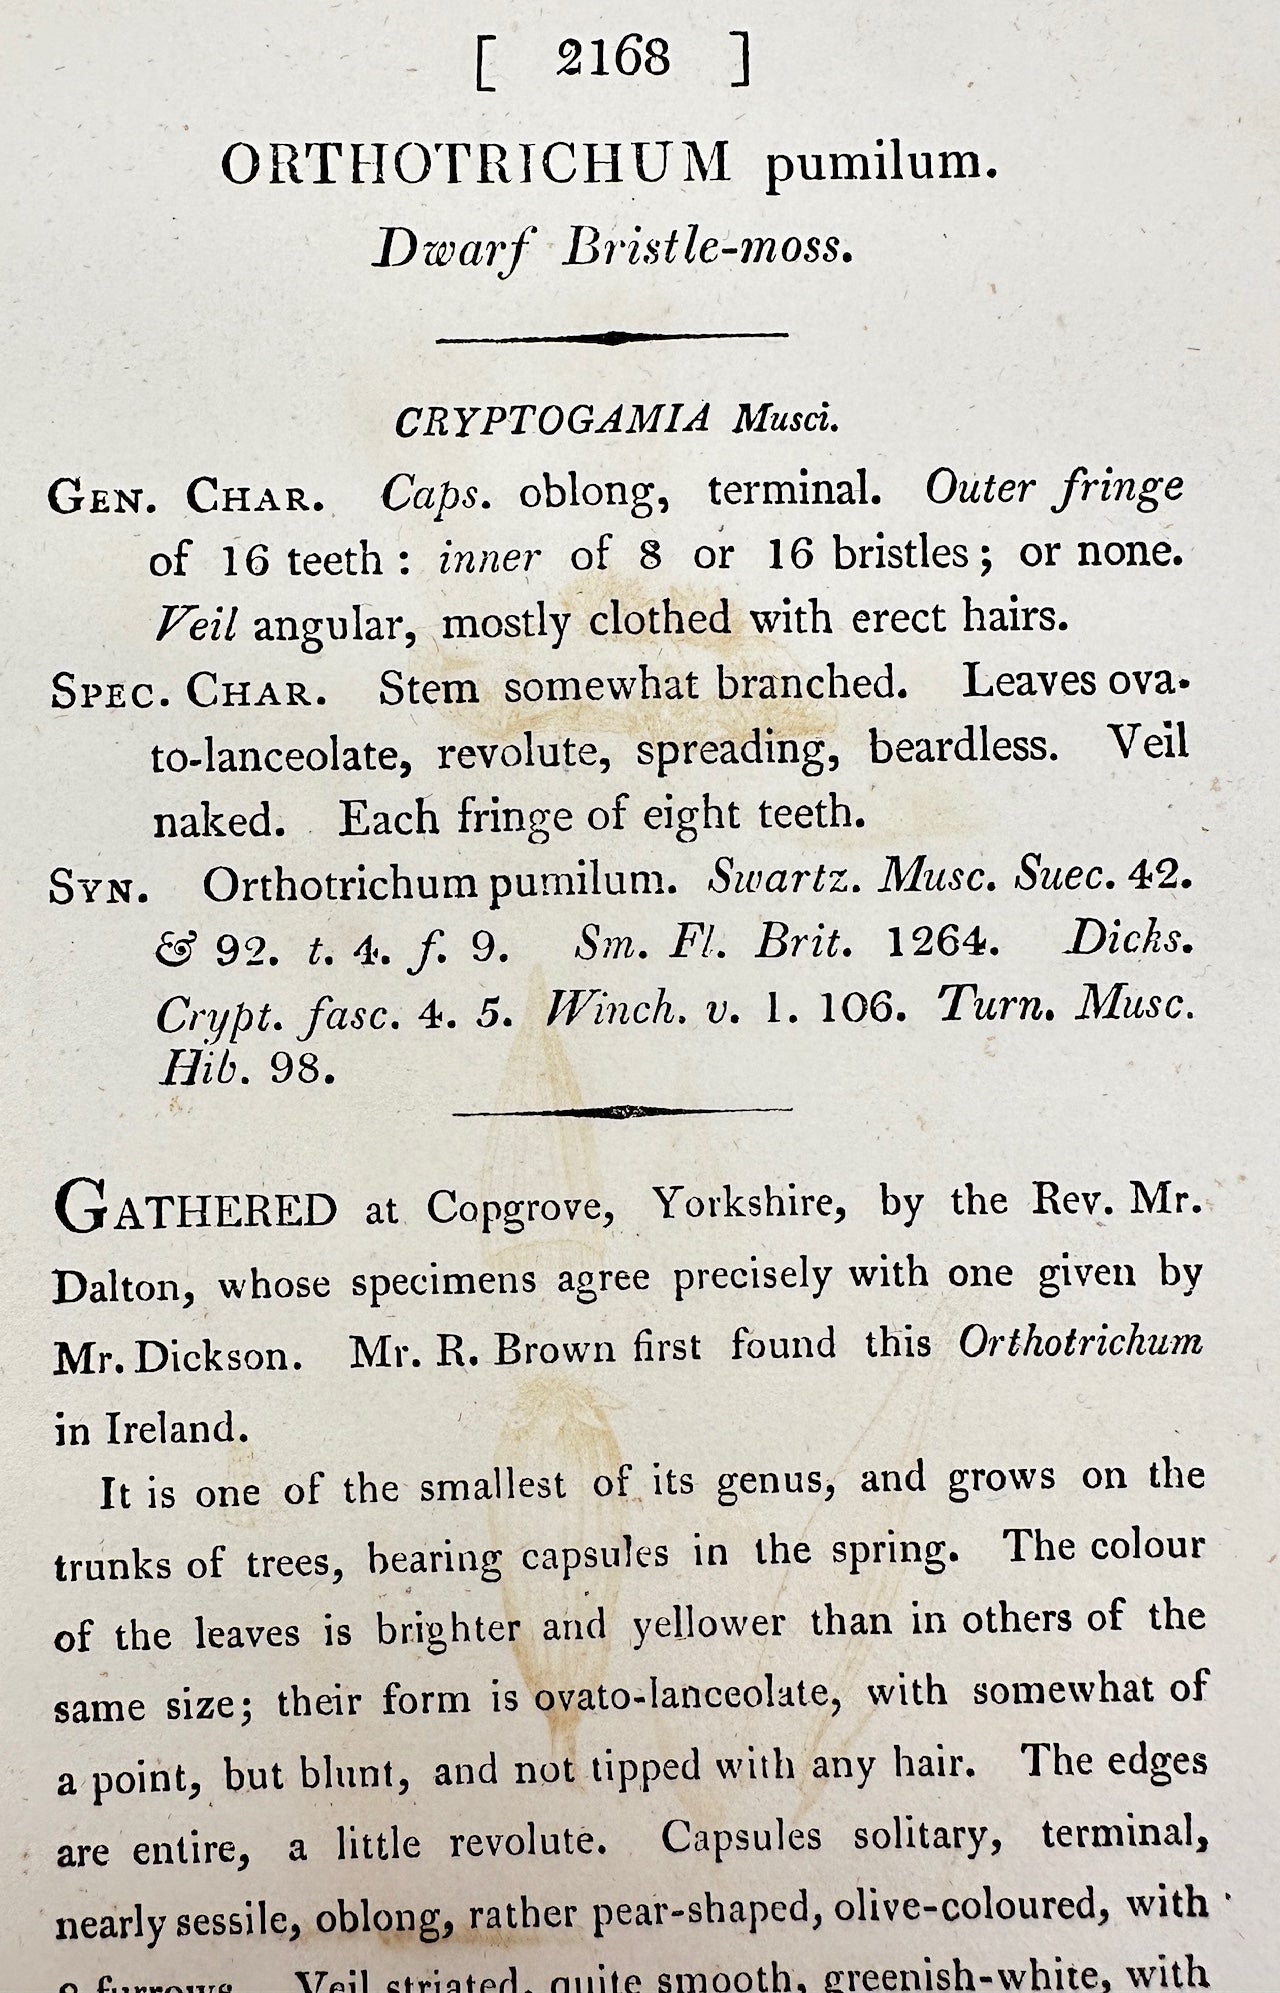 [ 2168 ]
ORTHOTRICHUM pumilum.
Dwarf Bristle-moss.
CRYPTOGAMIA Musci.
GEN. CHAR. Caps. oblong, terminal. Outer fringe
of 16 teeth: inner of 8 or 16 bristles; or none.
Veil angular, mostly clothed with erect hairs.
SPEC. CHAR. Stem somewhat branched. Leaves ova-
to-lanceolate, revolute, spreading, beardless. Veil
naked. Each fringe of eight teeth.
SYN. Orthotrichum pumilum. Swartz. Musc. Suec. 42.
& 92. t. 4. f. 9. Sm. Fl. Brit. 1264. Dicks.
Crypt. fasc. 4. 5. Winch. v. 1. 106. Turn. Musc.
Hib. 98.
GATHERED at Copgrove, Yorkshire, by the Rev. Mr.
Dalton, whose specimens agree precisely with one given by
Mr. Dickson. Mr. R. Brown first found this Orthotrichum
in Ireland.
It is one of the smallest of its genus, and grows on the
trunks of trees, bearing capsules in the spring. The colour
of the leaves is brighter and yellower than in others of the
same size; their form is ovato-lanceolate, with somewhat of
a point, but blunt, and not tipped with any hair. The edges
are entire, a little revolute. Capsules solitary, terminal,
nearly sessile, oblong, rather pear-shaped, olive-coloured, with
furrows. Veil striated, quite smooth, greenish-white, with